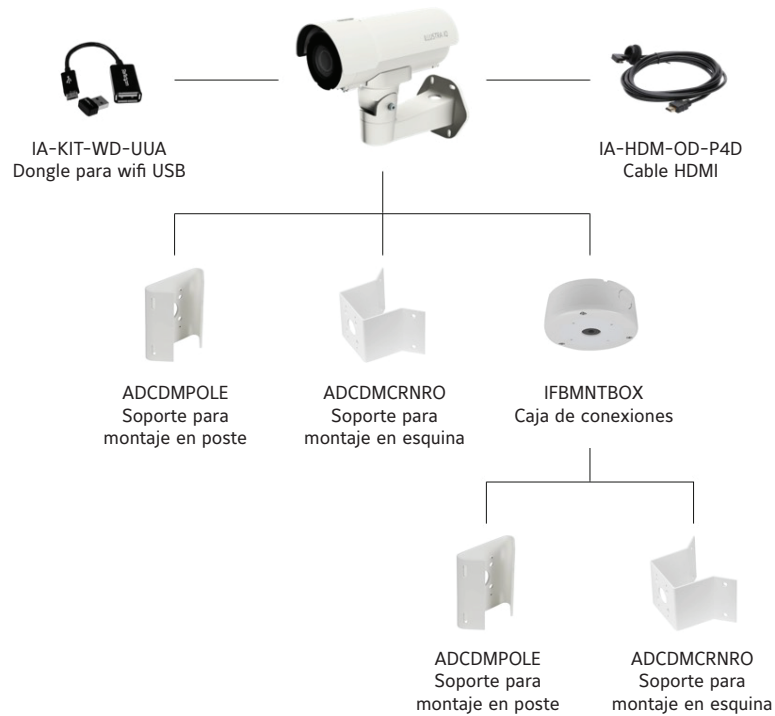 ILLUSTRA-IQ
IA-KIT-WD-UUA
Dongle para wifi USB
IA-HDM-OD-P4D
Cable HDMI
ADCDMPOLE
Soporte para
montaje en poste
ADCDMCRNRO
Soporte para
montaje en esquina
IFBMNTBOX
Caja de conexiones
ADCDMPOLE
Soporte para
montaje en poste
ADCDMCRNRO
Soporte para
montaje en esquina